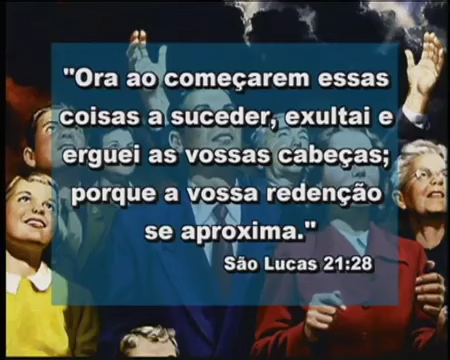 "Ora ao começarem essas
coisas a suceder, exultai e
erguei as vossas cabeças;
porque a vossa redenção
se aproxima."
São Lucas 21:28